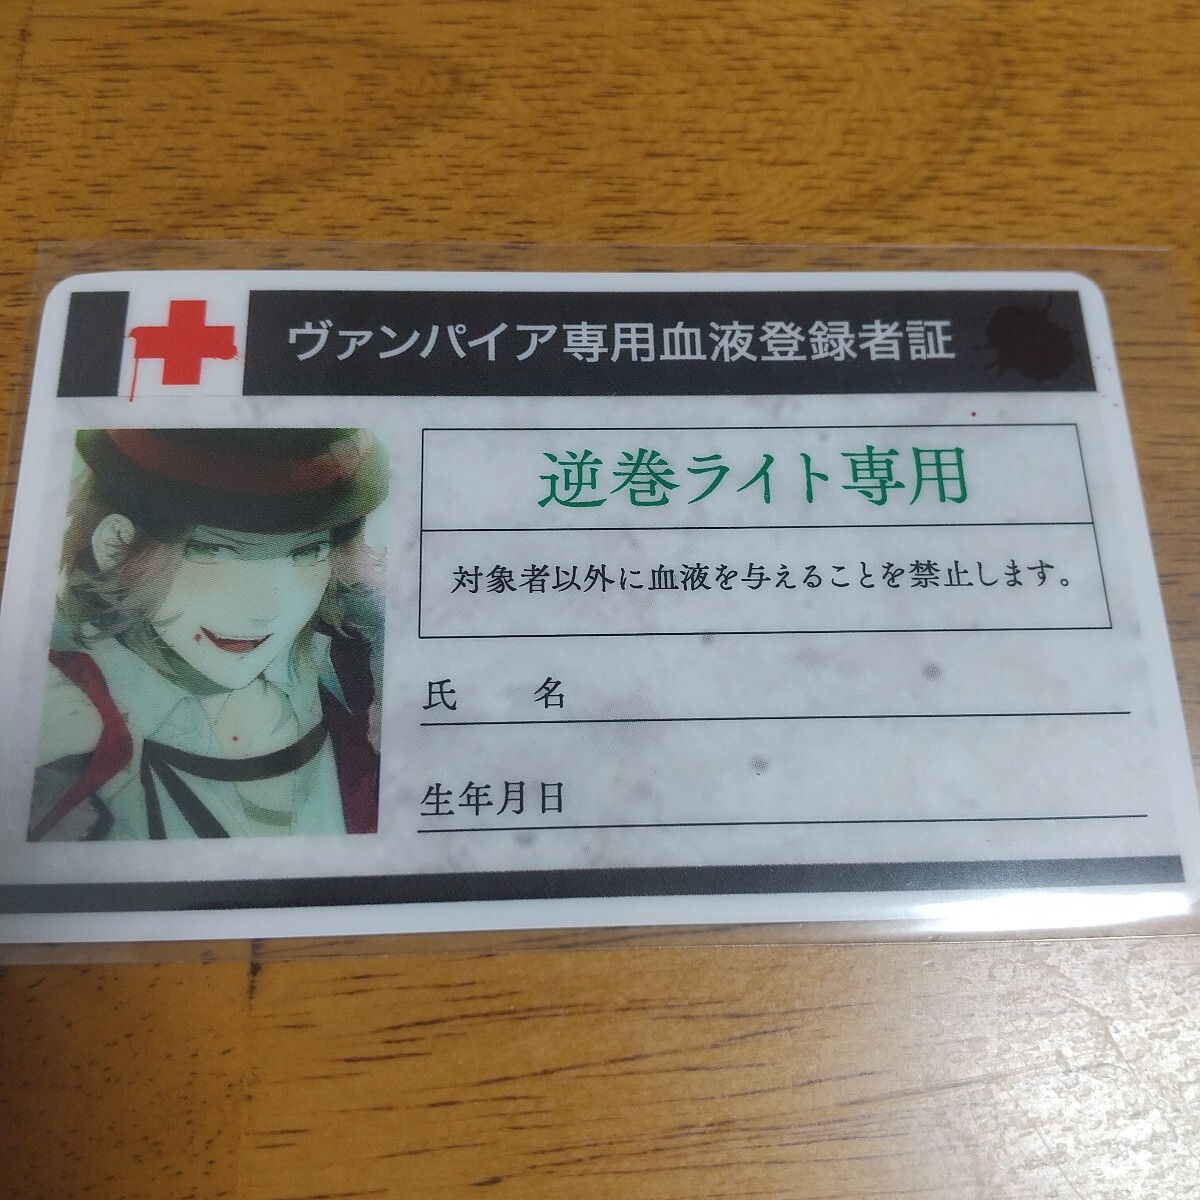 ヴァンパイア専用血液登録者証
逆巻ライト専用
対象者以外に血液を与えることを禁止します。
氏 名
生年月日